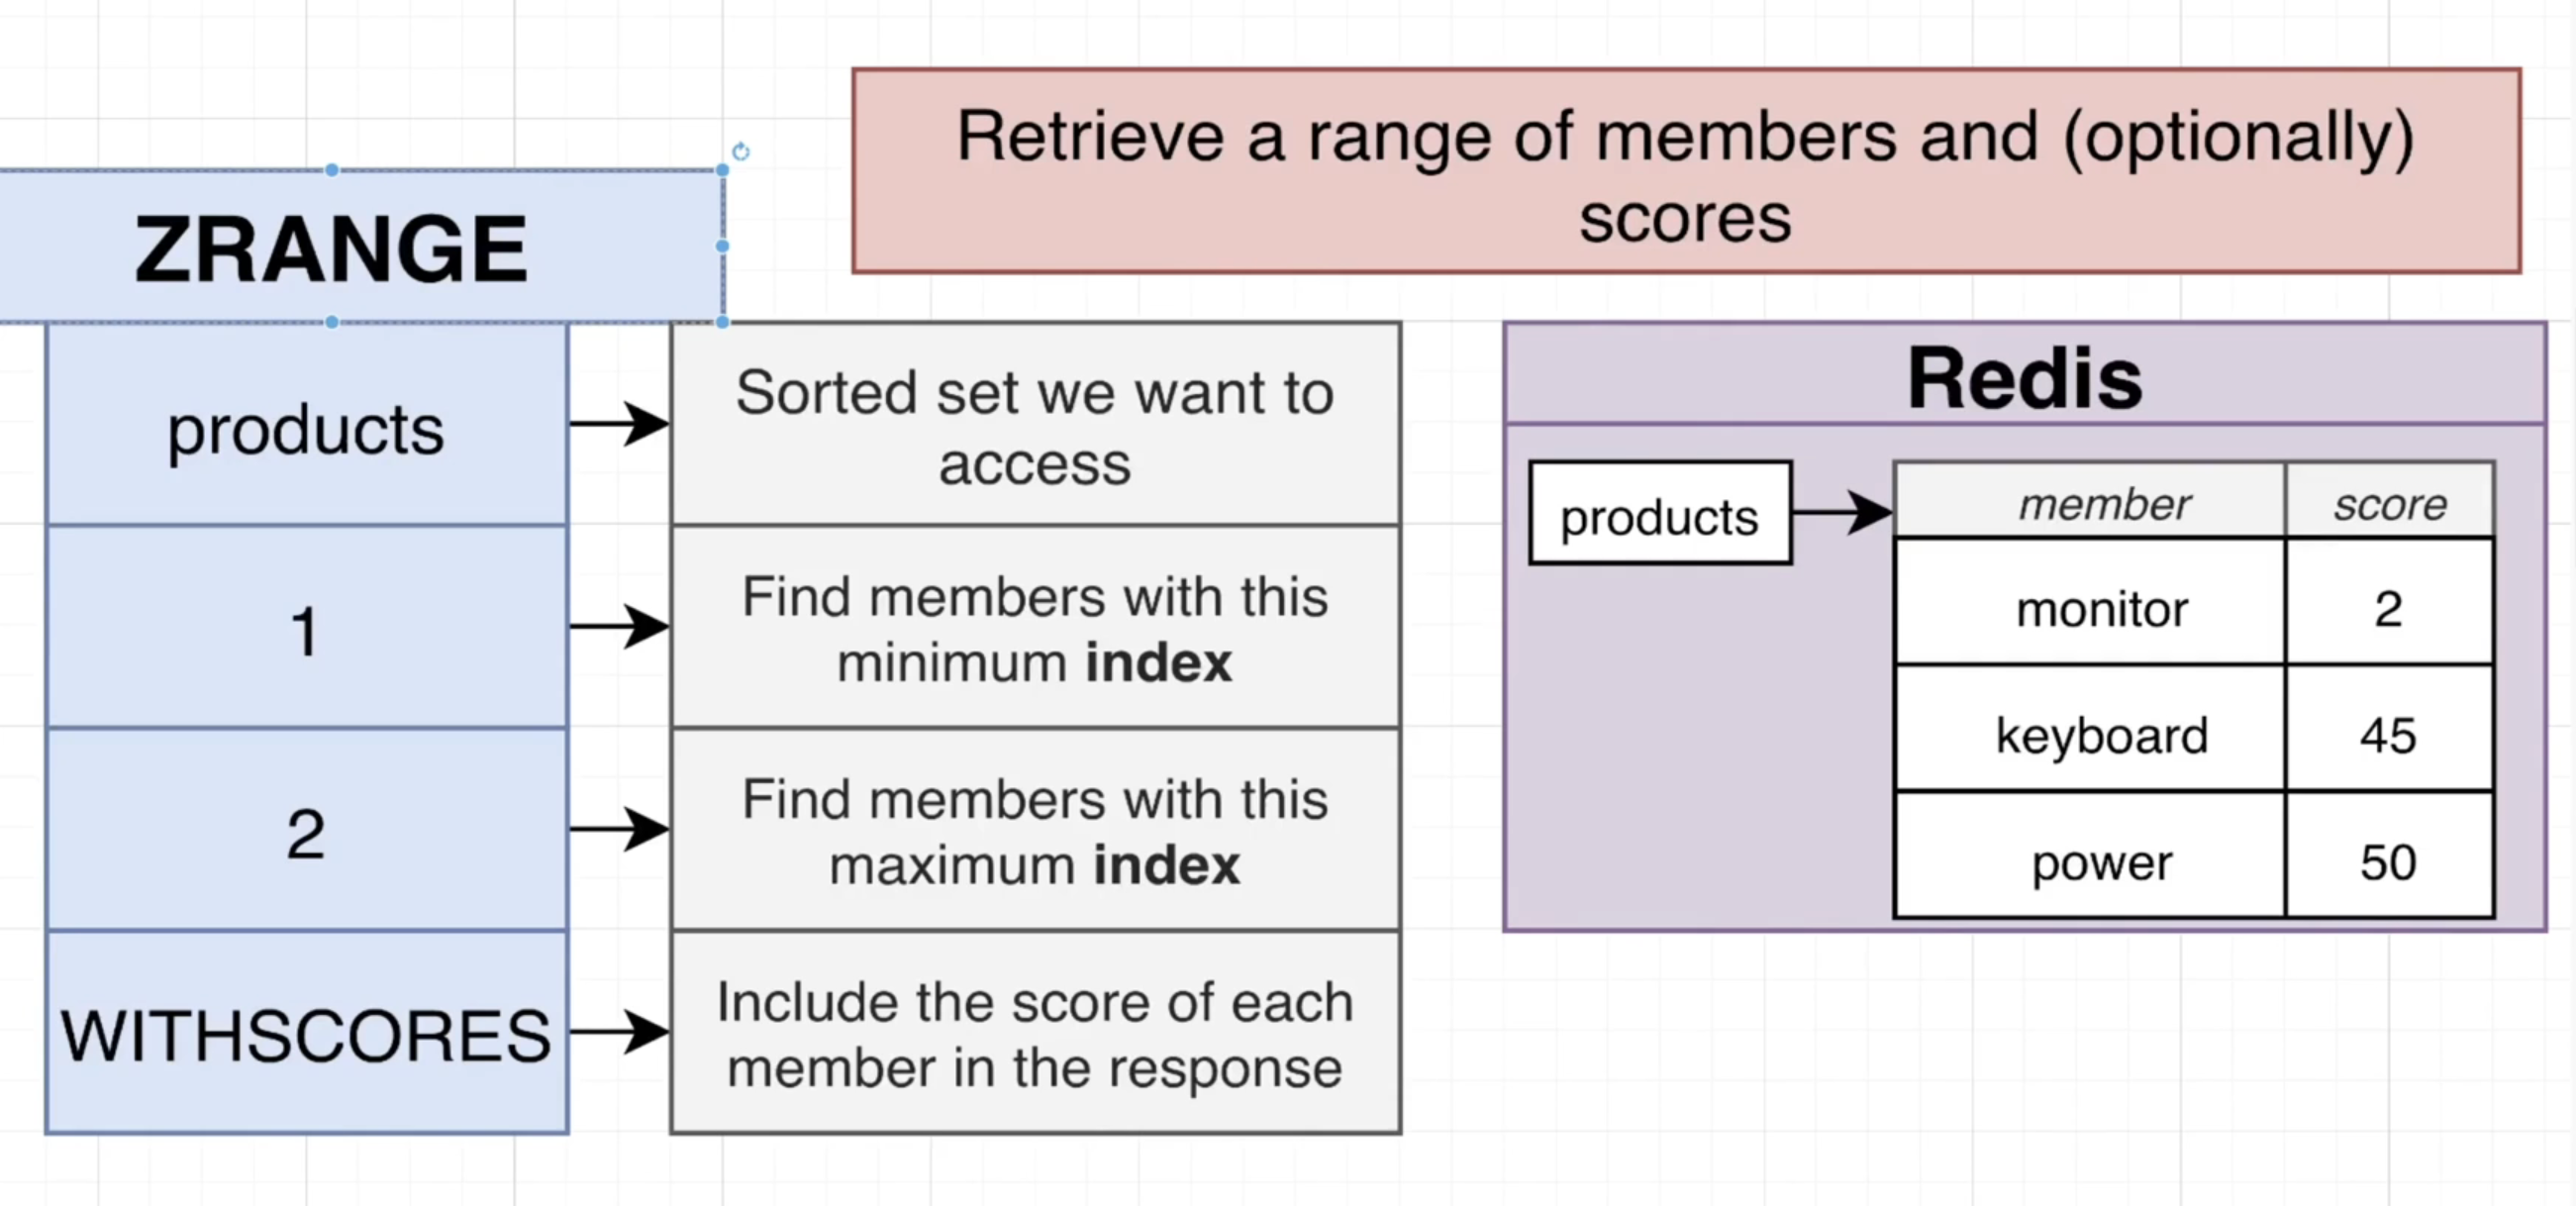 Retrieve a range of members and (optionally)
scores
ZRANGE
products
Sorted set we want to
access
1
Find members with this
minimum index
2
Find members with this
maximum index
WITHSCORES
Include the score of each
member in the response
Redis
products
member score
monitor 2
keyboard 45
power 50